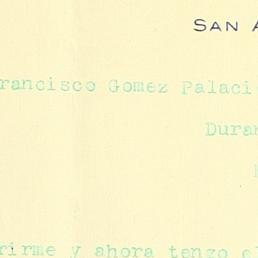 SAN A
rancisco Gomez Palaci
Duran
rirme y ahora tengo el